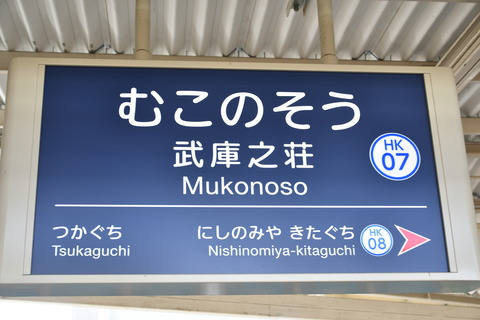 むこのそう
武庫之荘
Mukonoso
HK
07
つかぐち
Tsukaguchi
にしのみや きたぐち
Nishinomiya-kitaguchi
HK
08